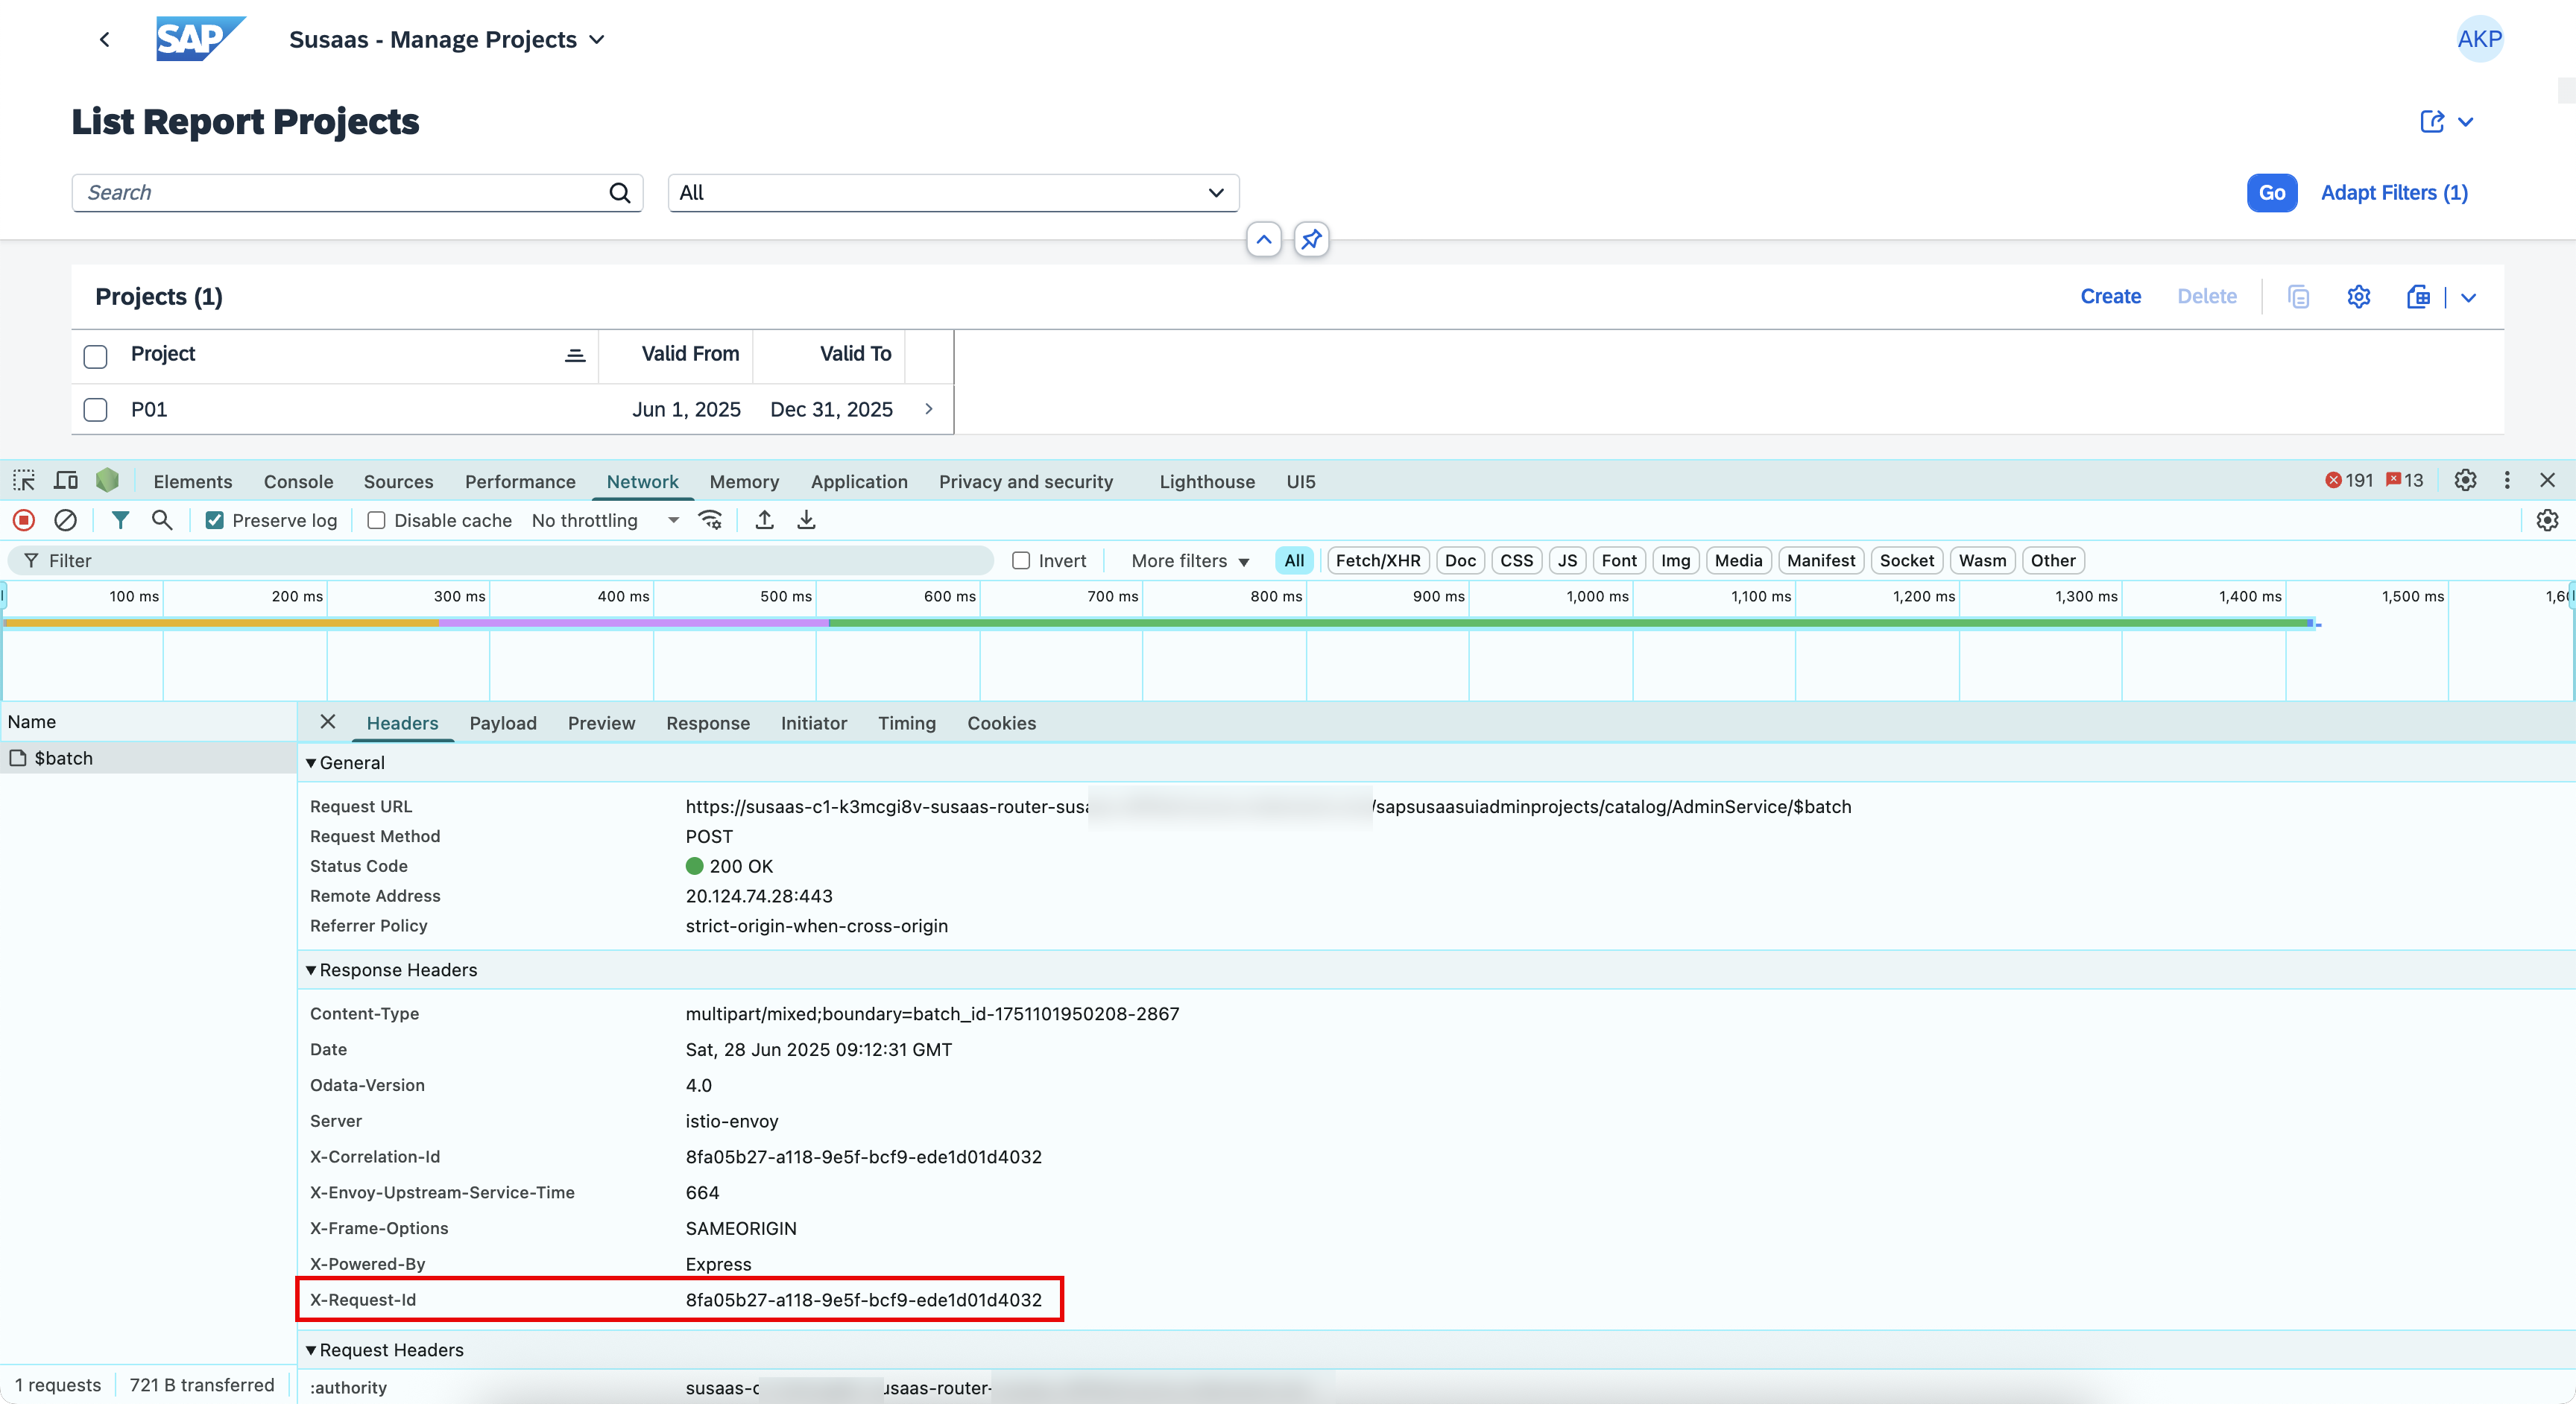 SAP Susaas - Manage Projects AKP
List Report Projects
Search All Go Adapt Filters (1)
Projects (1) Create Delete
Project Valid From Valid To
P01 Jun 1, 2025 Dec 31, 2025
Elements Console Sources Performance Network Memory Application Privacy and security Lighthouse UI5 191 13
Preserve log Disable cache No throttling
Filter Invert More filters All Fetch/XHR Doc CSS JS Font Img Media Manifest Socket Wasm Other
100 ms 200 ms 300 ms 400 ms 500 ms 600 ms 700 ms 800 ms 900 ms 1,000 ms 1,100 ms 1,200 ms 1,300 ms 1,400 ms 1,500 ms
Name Headers Payload Preview Response Initiator Timing Cookies
$batch
General
Request URL https://susaas-c1-k3mcgi8v-susaas-router-susa /sapsusaasuiadminprojects/catalog/AdminService/$batch
Request Method POST
Status Code 200 OK
Remote Address 20.124.74.28:443
Referrer Policy strict-origin-when-cross-origin
Response Headers
Content-Type multipart/mixed;boundary=batch_id-1751101950208-2867
Date Sat, 28 Jun 2025 09:12:31 GMT
Odata-Version 4.0
Server istio-envoy
X-Correlation-Id 8fa05b27-a118-9e5f-bcf9-ede1d01d4032
X-Envoy-Upstream-Service-Time 664
X-Frame-Options SAMEORIGIN
X-Powered-By Express
X-Request-Id 8fa05b27-a118-9e5f-bcf9-ede1d01d4032
Request Headers
:authority susaas-c usaas-router-
1 requests 721 B transferred